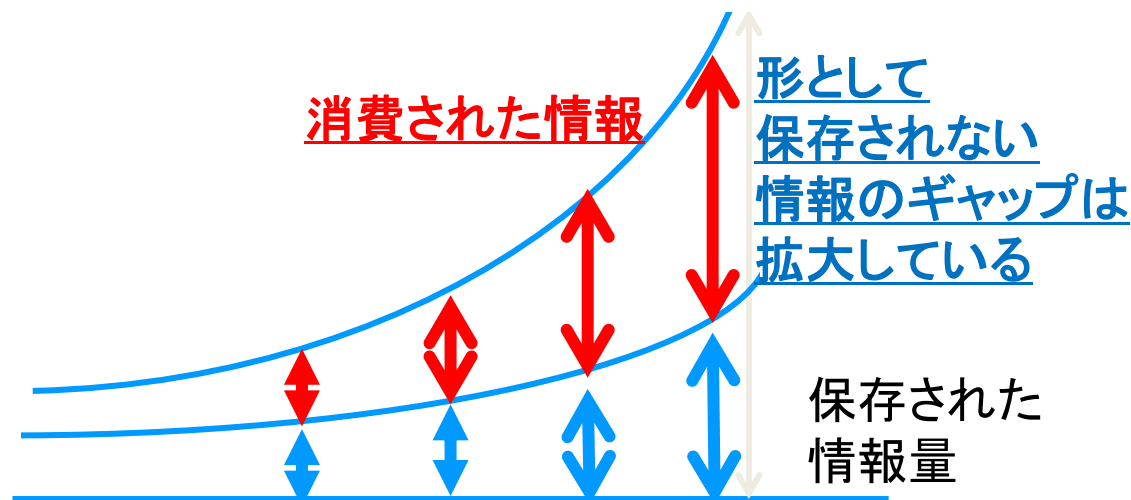 消費された情報
形として
保存されない
情報のギャップは
拡大している
保存された
情報量